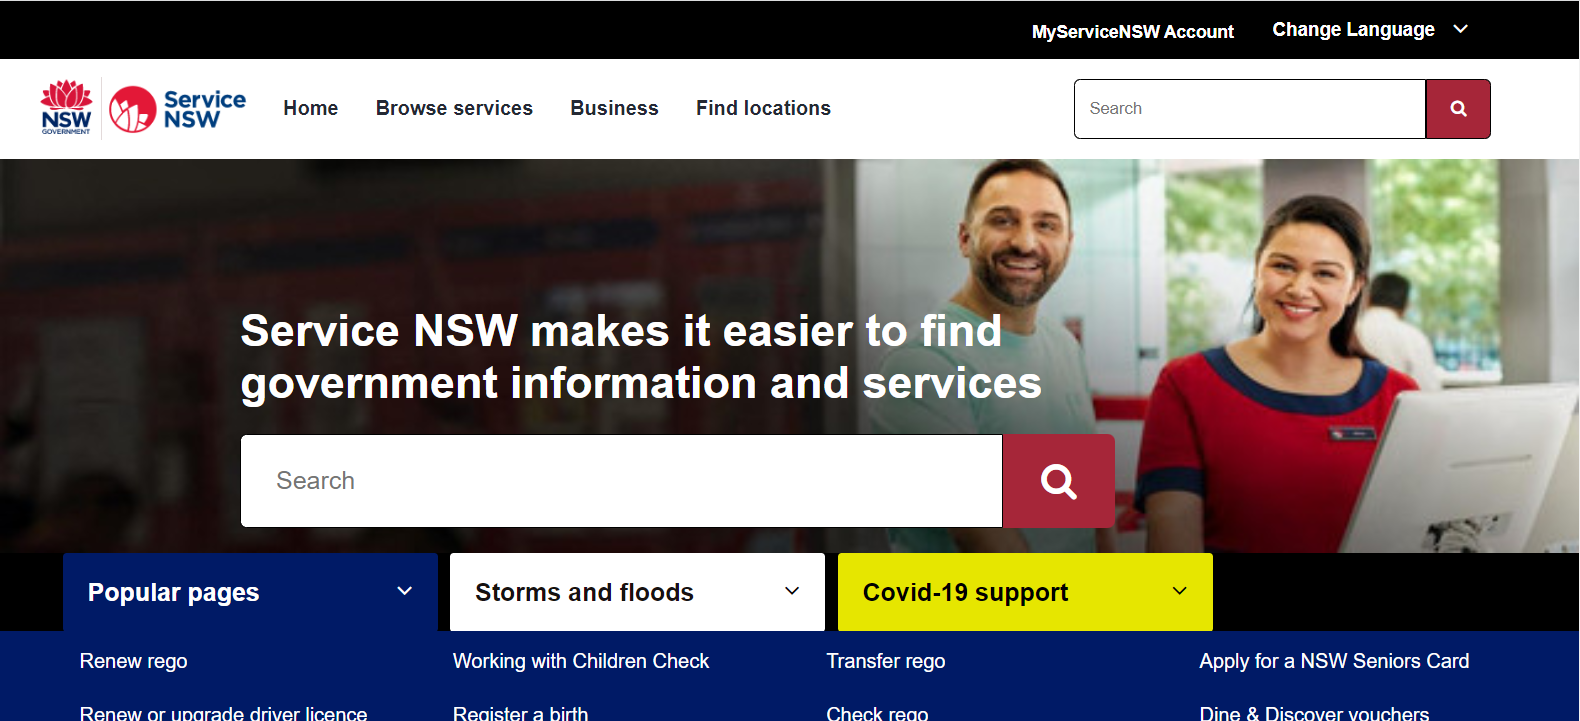 MyServiceNSW Account
Change Language
NSW
GOVERNMENT
Service
NSW
Home
Browse services
Business
Find locations
Search
Service NSW makes it easier to find
government information and services
Search
Popular pages
Storms and floods
Covid-19 support
Renew rego
Working with Children Check
Transfer rego
Apply for a NSW Seniors Card
Renew or upgrade driver licence
Register a birth
Check rego
Dine & Discover vouchers